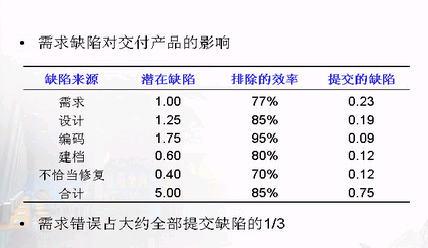 • 需求缺陷对交付产品的影响
缺陷来源 潜在缺陷 排除的效率 提交的缺陷
需求 1.00 77% 0.23
设计 1.25 85% 0.19
编码 1.75 95% 0.09
建档 0.60 80% 0.12
不恰当修复 0.40 70% 0.12
合计 5.00 85% 0.75
• 需求错误占大约全部提交缺陷的1/3